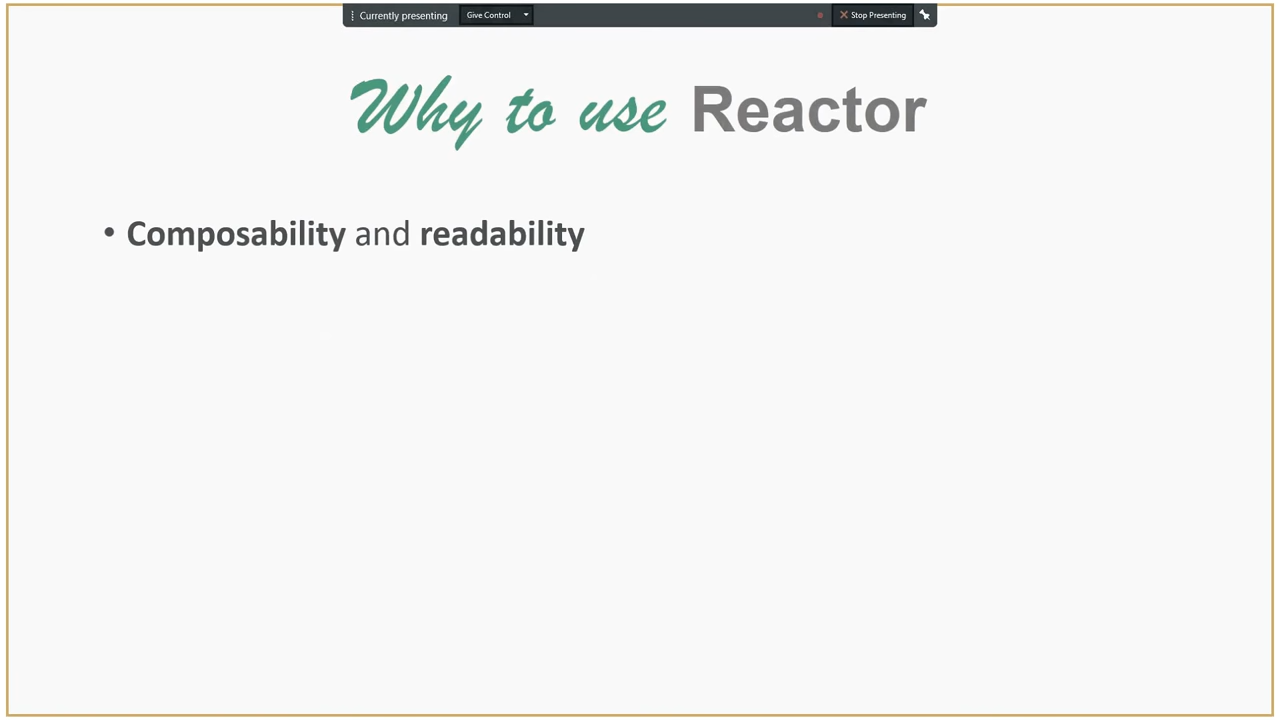 Currently presenting Give Control Stop Presenting
Why to use Reactor
• Composability and readability